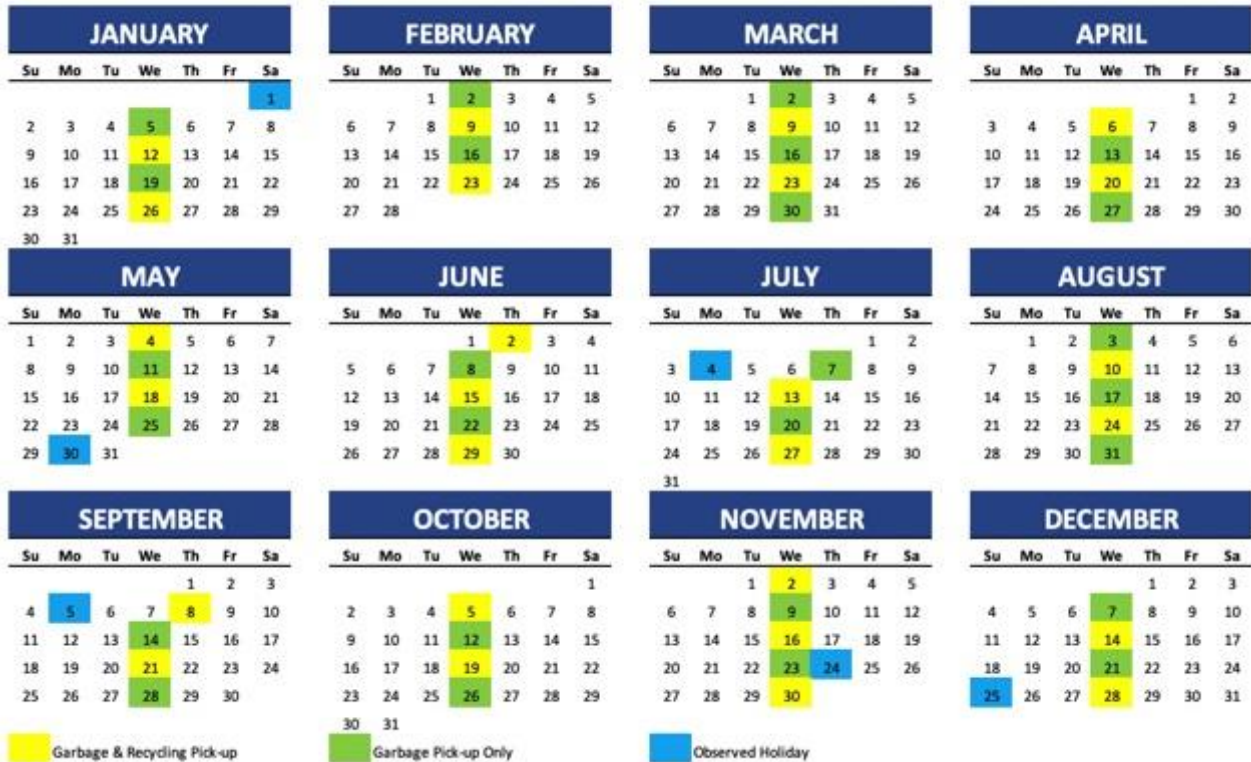 JANUARY FEBRUARY MARCH APRIL
Su Mo Tu We Th Fr Sa Su Mo Tu We Th Fr Sa Su Mo Tu We Th Fr Sa Su Mo Tu We Th Fr Sa
1 1 2 3 4 5 1 2 3 4 5 1 2
2 3 4 5 6 7 8 6 7 8 9 10 11 12 6 7 8 9 10 11 12 3 4 5 6 7 8 9
9 10 11 12 13 14 15 13 14 15 16 17 18 19 13 14 15 16 17 18 19 10 11 12 13 14 15 16
16 17 18 19 20 21 22 20 21 22 23 24 25 26 20 21 22 23 24 25 26 17 18 19 20 21 22 23
23 24 25 26 27 28 29 27 28 27 28 29 30 31 24 25 26 27 28 29 30
30 31
MAY JUNE JULY AUGUST
Su Mo Tu We Th Fr Sa Su Mo Tu We Th Fr Sa Su Mo Tu We Th Fr Sa Su Mo Tu We Th Fr Sa
1 2 3 4 5 6 7 1 2 3 4 1 2 1 2 3 4 5 6
8 9 10 11 12 13 14 5 6 7 8 9 10 11 3 4 5 6 7 8 9 7 8 9 10 11 12 13
15 16 17 18 19 20 21 12 13 14 15 16 17 18 10 11 12 13 14 15 16 14 15 16 17 18 19 20
22 23 24 25 26 27 28 19 20 21 22 23 24 25 17 18 19 20 21 22 23 21 22 23 24 25 26 27
29 30 31 26 27 28 29 30 24 25 26 27 28 29 30 28 29 30 31
31
SEPTEMBER OCTOBER NOVEMBER DECEMBER
Su Mo Tu We Th Fr Sa Su Mo Tu We Th Fr Sa Su Mo Tu We Th Fr Sa Su Mo Tu We Th Fr Sa
1 2 3 1 1 2 3 4 5 1 2 3
4 5 6 7 8 9 10 2 3 4 5 6 7 8 6 7 8 9 10 11 12 4 5 6 7 8 9 10
11 12 13 14 15 16 17 9 10 11 12 13 14 15 13 14 15 16 17 18 19 11 12 13 14 15 16 17
18 19 20 21 22 23 24 16 17 18 19 20 21 22 20 21 22 23 24 25 26 18 19 20 21 22 23 24
25 26 27 28 29 30 23 24 25 26 27 28 29 27 28 29 30 25 26 27 28 29 30 31
30 31
Garbage & Recycling Pick-up Garbage Pick-up Only Observed Holiday